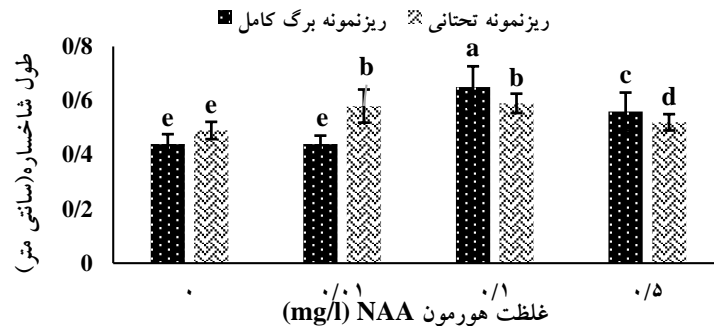 ریزنمونه برگ کامل ریزنمونه تحتانی
طول شاخساره(سانتی متر)
0/8
0/6
0/4
0/2
0
e e e b a b c d
۰ ۰/۰۱ ۰/۱ ۰/۵
غلظت هورمون NAA (mg/l)